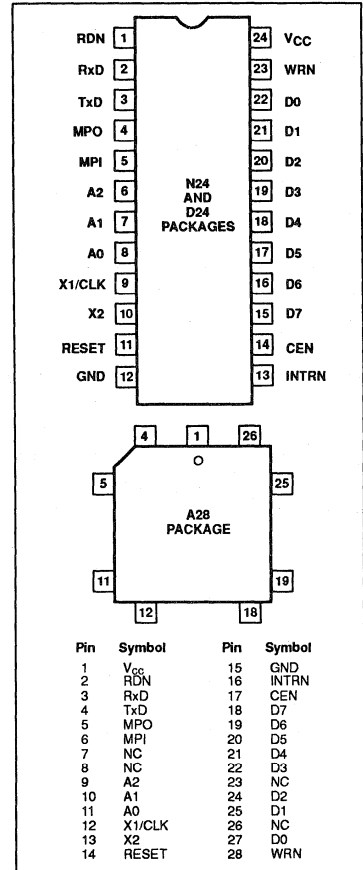 RDN 1 24 VCC
RxD 2 23 WRN
TxD 3 22 D0
MPO 4 21 D1
MPI 5 20 D2
A2 6 19 D3
A1 7 18 D4
A0 8 17 D5
X1/CLK 9 16 D6
X2 10 15 D7
RESET 11 14 CEN
GND 12 13 INTRN
N24
AND
D24
PACKAGES
4 1 26
5 25
A28
PACKAGE
11 19
12 18
Pin Symbol Pin Symbol
1 VCC 15 GND
2 RDN 16 INTRN
3 RxD 17 CEN
4 TxD 18 D7
5 MPO 19 D6
6 MPI 20 D5
7 NC 21 D4
8 NC 22 D3
9 A2 23 NC
10 A1 24 D2
11 A0 25 D1
12 X1/CLK 26 NC
13 X2 27 D0
14 RESET 28 WRN